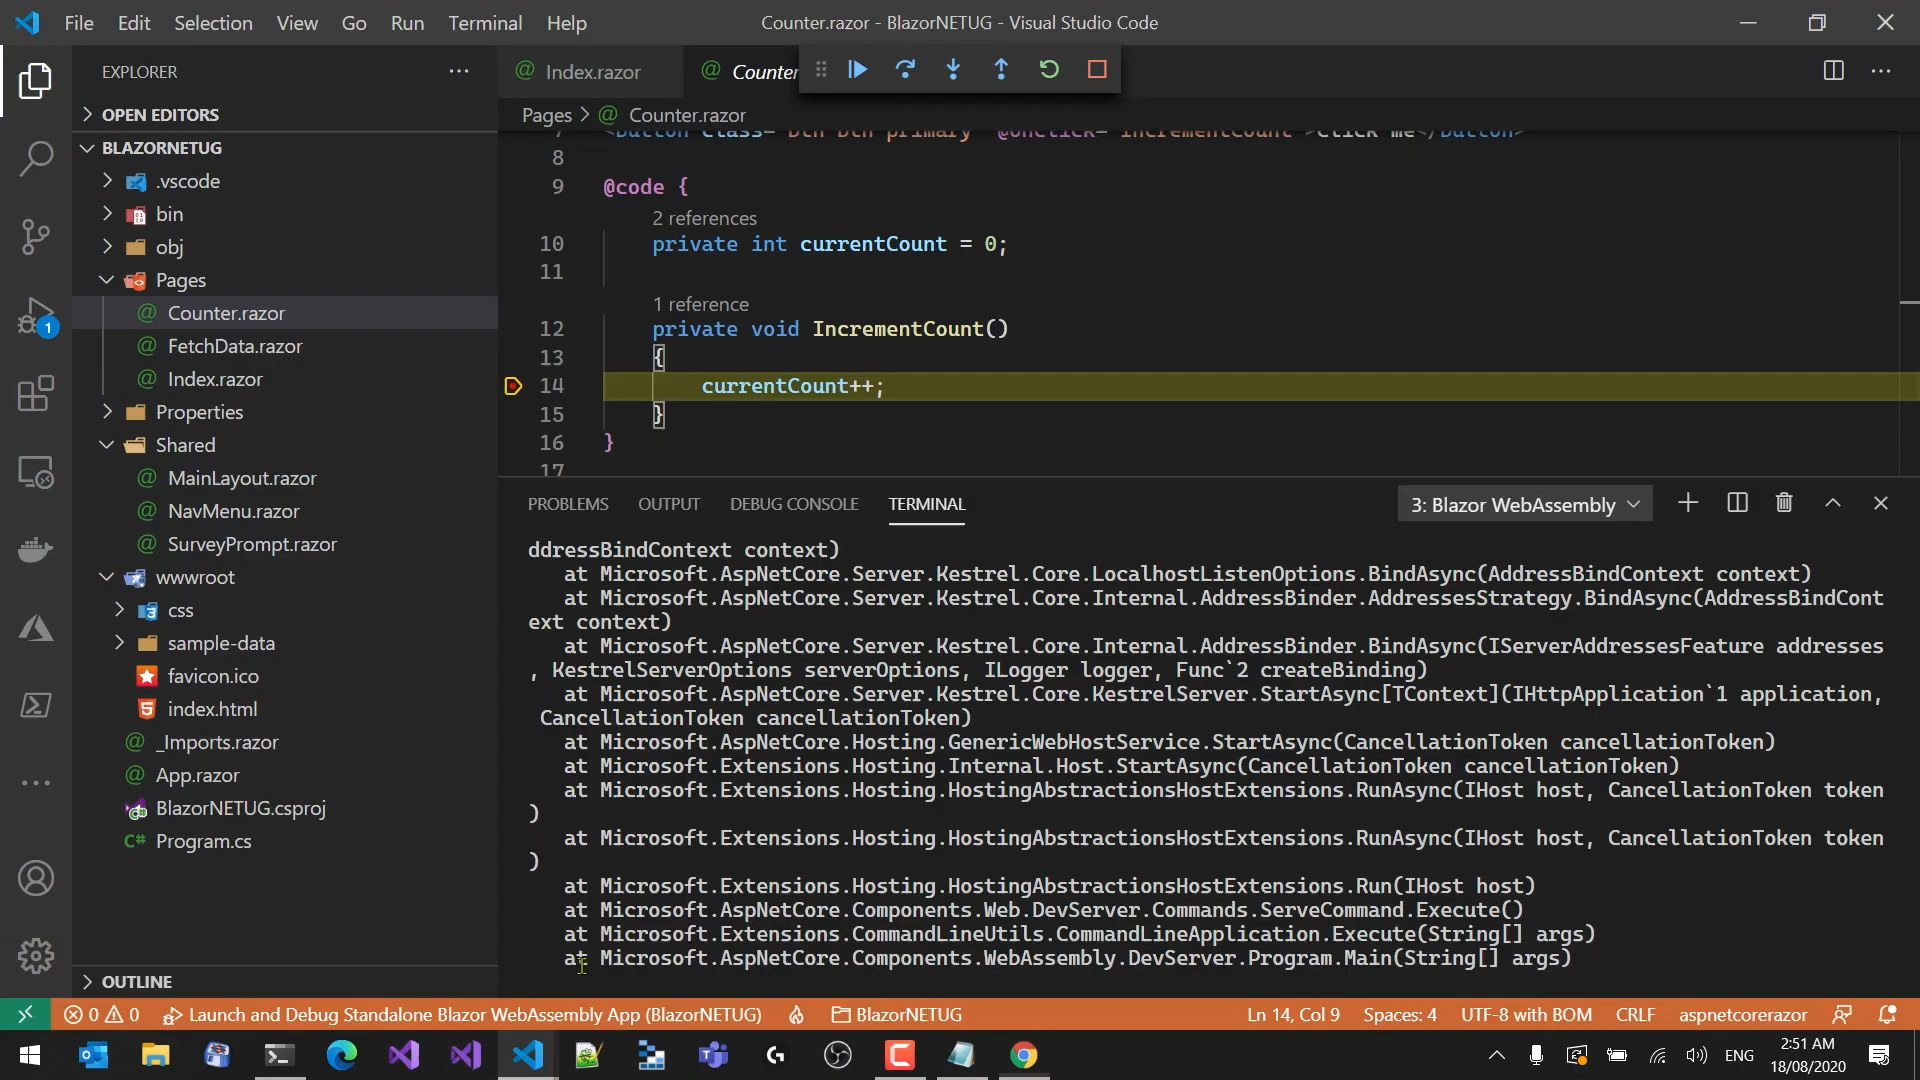 File Edit Selection View Go Run Terminal Help
Counter.razor - BlazorNETUG - Visual Studio Code
EXPLORER
OPEN EDITORS
BLAZORNETUG
.vscode
bin
obj
Pages
Counter.razor
FetchData.razor
Index.razor
Properties
Shared
MainLayout.razor
NavMenu.razor
SurveyPrompt.razor
wwwroot
css
sample-data
favicon.ico
index.html
_Imports.razor
App.razor
BlazorNETUG.csproj
C# Program.cs
OUTLINE
1
Index.razor
Counter
Pages > Counter.razor
7 <button class="btn btn-primary" @onclick="IncrementCount">Click me</button>
8
9 @code {
2 references
10 private int currentCount = 0;
11
1 reference
12 private void IncrementCount()
13 {
14 currentCount++;
15 }
16 }
17
PROBLEMS OUTPUT DEBUG CONSOLE TERMINAL
3: Blazor WebAssembly
ddressBindContext context)
at Microsoft.AspNetCore.Server.Kestrel.Core.LocalhostListenOptions.BindAsync(AddressBindContext context)
at Microsoft.AspNetCore.Server.Kestrel.Core.Internal.AddressBinder.AddressesStrategy.BindAsync(AddressBindCont
ext context)
at Microsoft.AspNetCore.Server.Kestrel.Core.Internal.AddressBinder.BindAsync(IServerAddressesFeature addresses
, KestrelServerOptions serverOptions, ILogger logger, Func`2 createBinding)
at Microsoft.AspNetCore.Server.Kestrel.Core.KestrelServer.StartAsync[TContext](IHttpApplication`1 application,
CancellationToken cancellationToken)
at Microsoft.AspNetCore.Hosting.GenericWebHostService.StartAsync(CancellationToken cancellationToken)
at Microsoft.Extensions.Hosting.Internal.Host.StartAsync(CancellationToken cancellationToken)
at Microsoft.Extensions.Hosting.HostingAbstractionsHostExtensions.RunAsync(IHost host, CancellationToken token
)
at Microsoft.Extensions.Hosting.HostingAbstractionsHostExtensions.RunAsync(IHost host, CancellationToken token
)
at Microsoft.Extensions.Hosting.HostingAbstractionsHostExtensions.Run(IHost host)
at Microsoft.AspNetCore.Components.Web.DevServer.Commands.ServeCommand.Execute()
at Microsoft.Extensions.CommandLineUtils.CommandLineApplication.Execute(String[] args)
at Microsoft.AspNetCore.Components.WebAssembly.DevServer.Program.Main(String[] args)
0 0 Launch and Debug Standalone Blazor WebAssembly App (BlazorNETUG) BlazorNETUG
Ln 14, Col 9 Spaces: 4 UTF-8 with BOM CRLF aspnetcorerazor
ENG
2:51 AM
18/08/2020